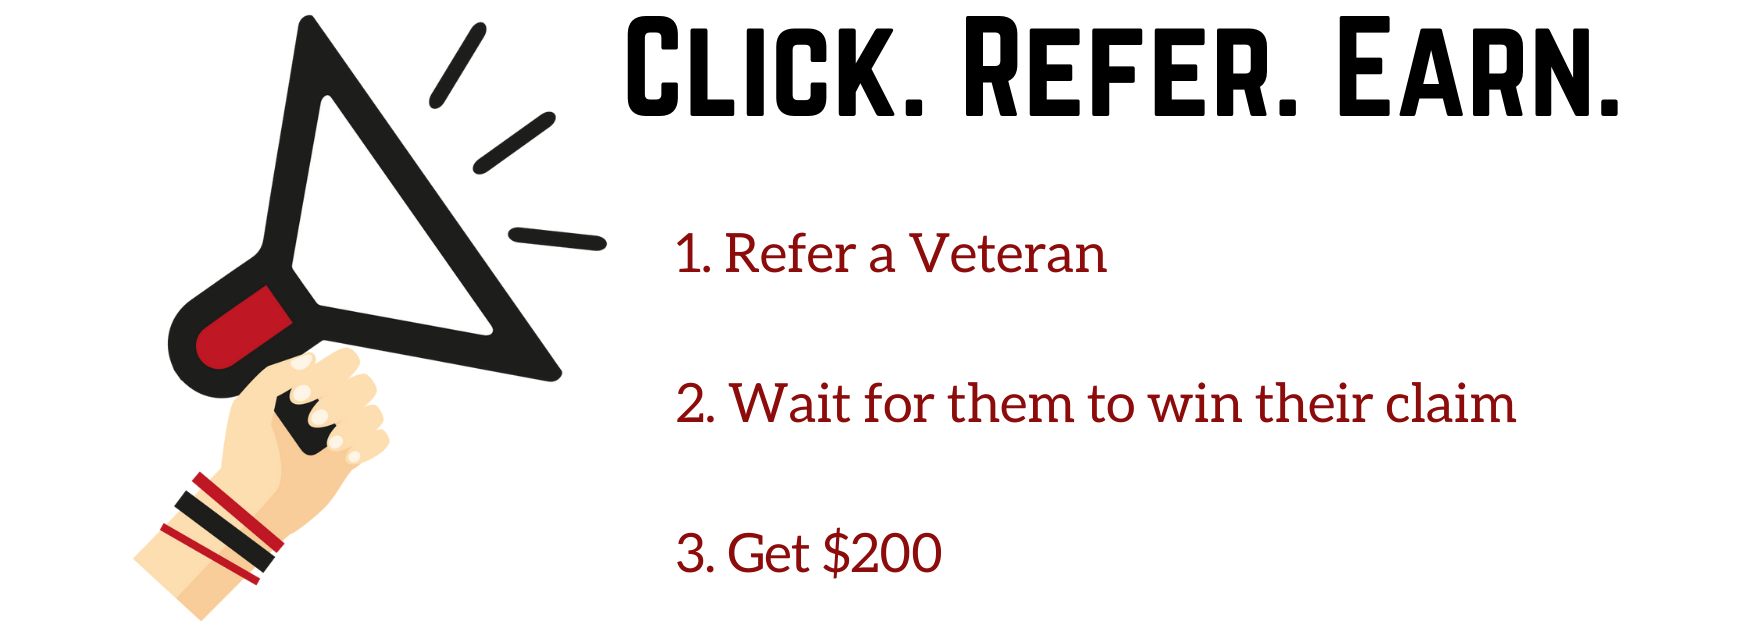 CLICK. REFER. EARN.
1. Refer a Veteran
2. Wait for them to win their claim
3. Get $200